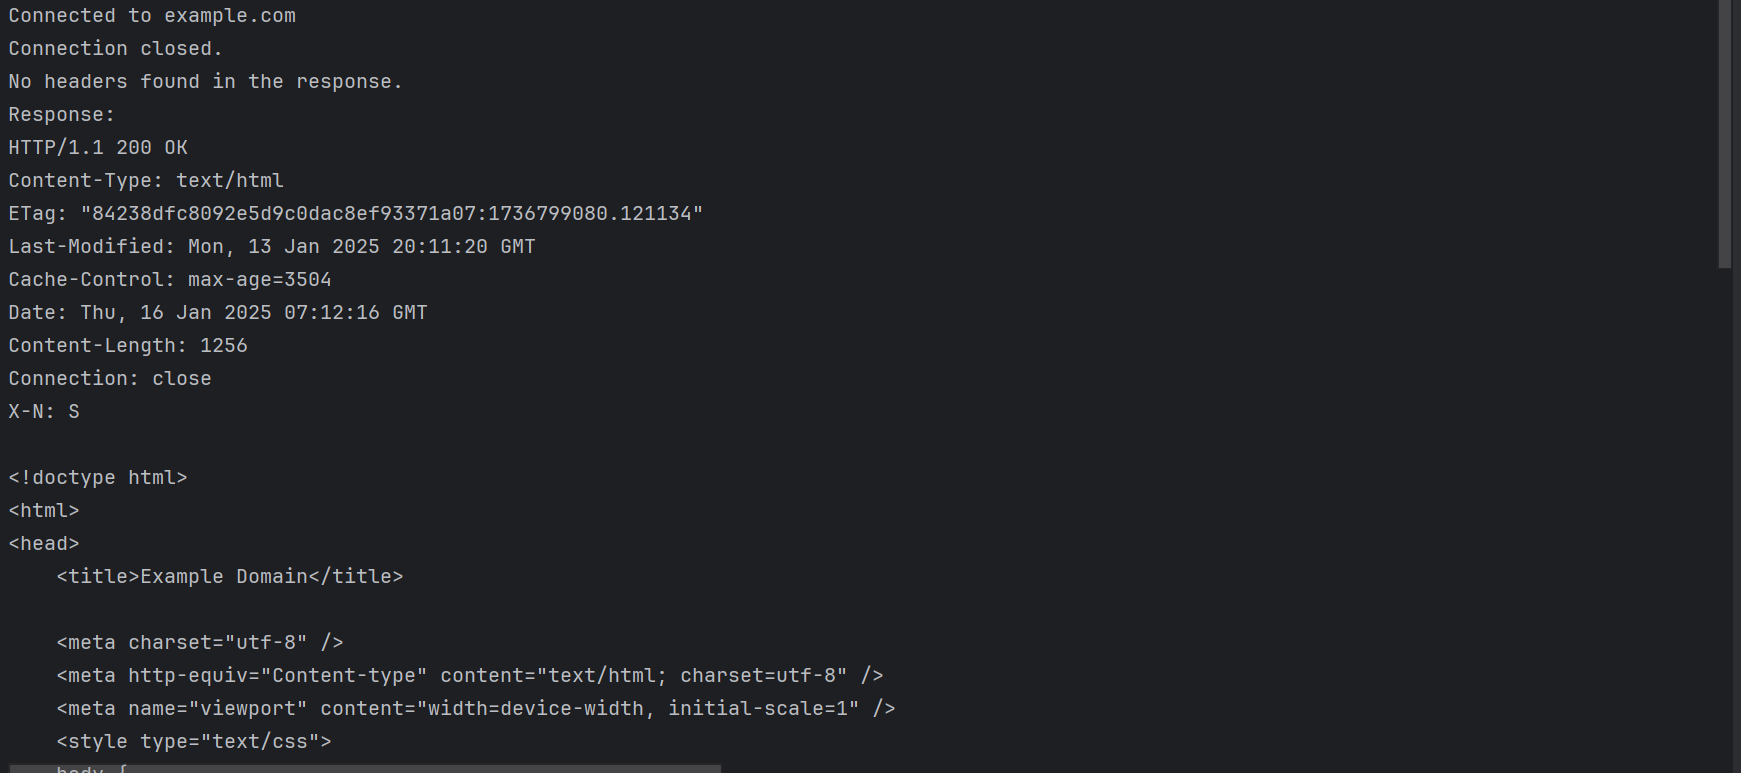 Connected to example.com
Connection closed.
No headers found in the response.
Response:
HTTP/1.1 200 OK
Content-Type: text/html
ETag: "84238dfc8092e5d9c0dac8ef93371a07:1736799080.121134"
Last-Modified: Mon, 13 Jan 2025 20:11:20 GMT
Cache-Control: max-age=3504
Date: Thu, 16 Jan 2025 07:12:16 GMT
Content-Length: 1256
Connection: close
X-N: S

<!doctype html>
<html>
<head>
    <title>Example Domain</title>

    <meta charset="utf-8" />
    <meta http-equiv="Content-type" content="text/html; charset=utf-8" />
    <meta name="viewport" content="width=device-width, initial-scale=1" />
    <style type="text/css">
    body {